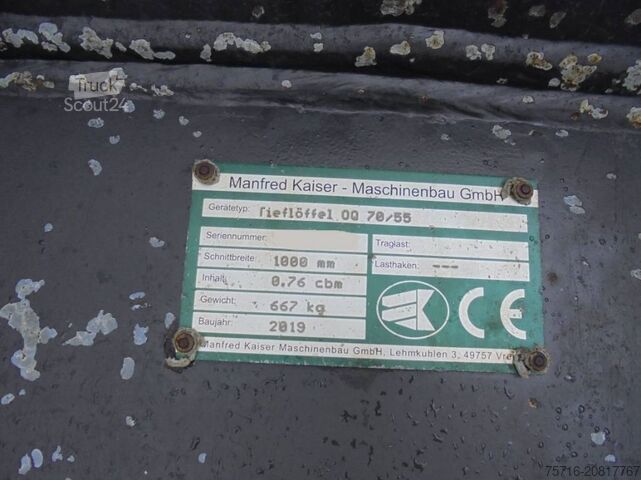 Truck
Scout24
Manfred Kaiser - Maschinenbau GmbH
Gerätetyp: Tieflöffel OQ 70/55
Seriennummer:
Traglast:
Schnittbreite: 1000 mm
Lasthaken: ---
Inhalt: 0,76 cbm
Gewicht: 667 kg
Baujahr: 2019
CE
Manfred Kaiser Maschinenbau GmbH, Lehmkuhlen 3, 49757
75716-20817767